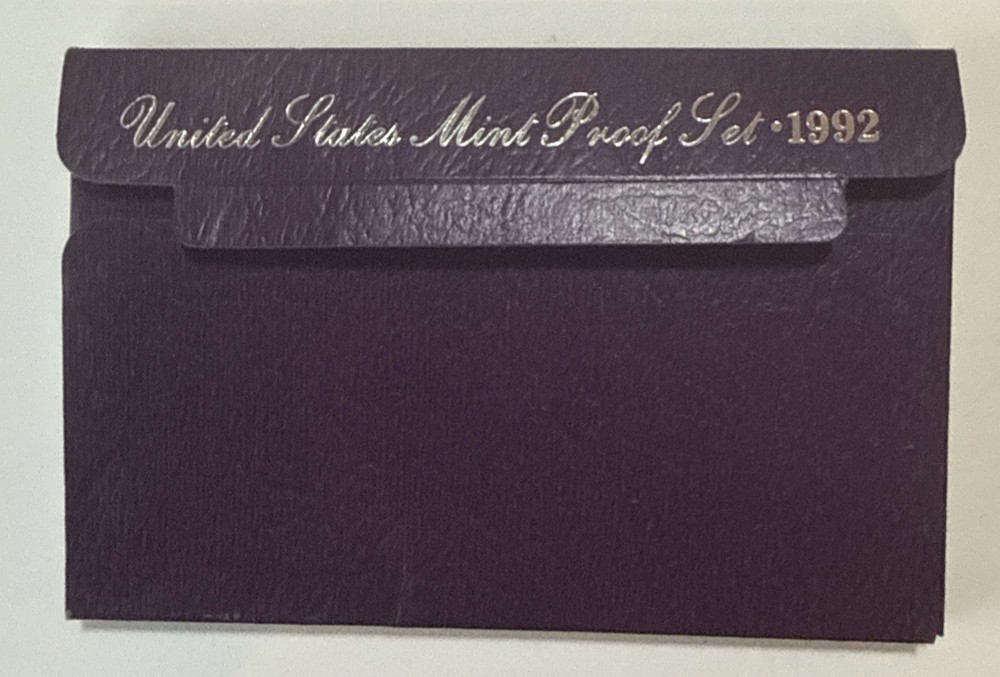 United States Mint Proof Set • 1992